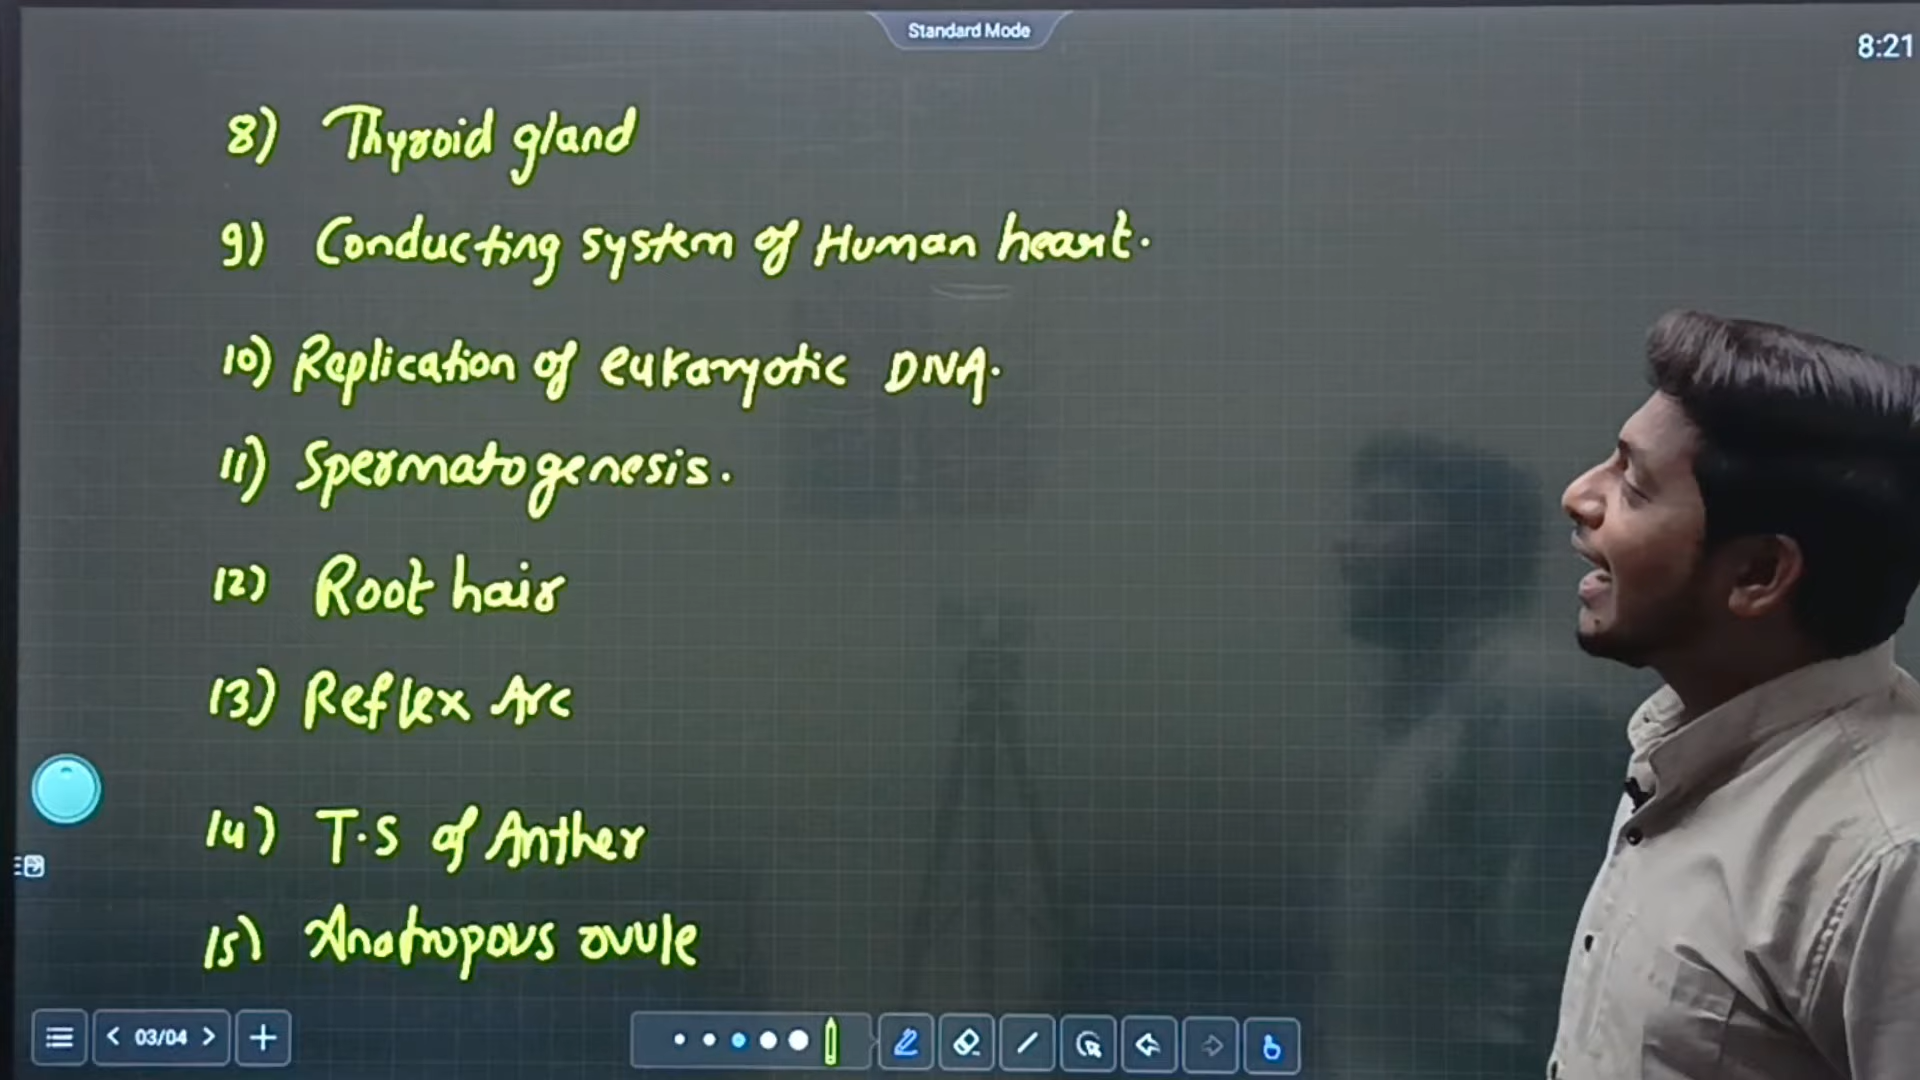 Standard Mode
8:21
8) Thyroid gland
9) Conducting system of Human heart.
10) Replication of eukaryotic DNA.
11) Spermatogenesis.
12) Root hair
13) Reflex Arc
14) T.S of Anther
15) Anatropous ovule
03/04